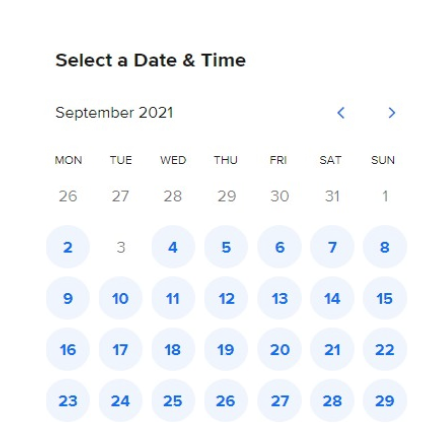 Select a Date & Time
September 2021
MON TUE WED THU FRI SAT SUN
26 27 28 29 30 31 1
2 3 4 5 6 7 8
9 10 11 12 13 14 15
16 17 18 19 20 21 22
23 24 25 26 27 28 29